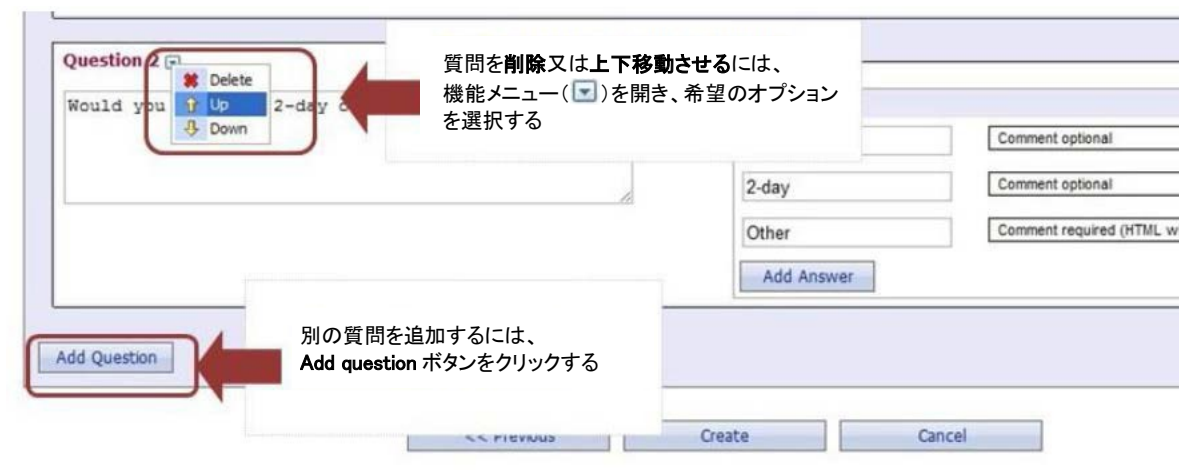 Question 2
Delete
Up
Down
Would you 2-day
質問を削除又は上下移動させるには、
機能メニュー( )を開き、希望のオプション
を選択する
Comment optional
2-day
Comment optional
Other
Comment required (HTML w
Add Answer
別の質問を追加するには、
Add question ボタンをクリックする
Add Question
<< Previous
Create
Cancel